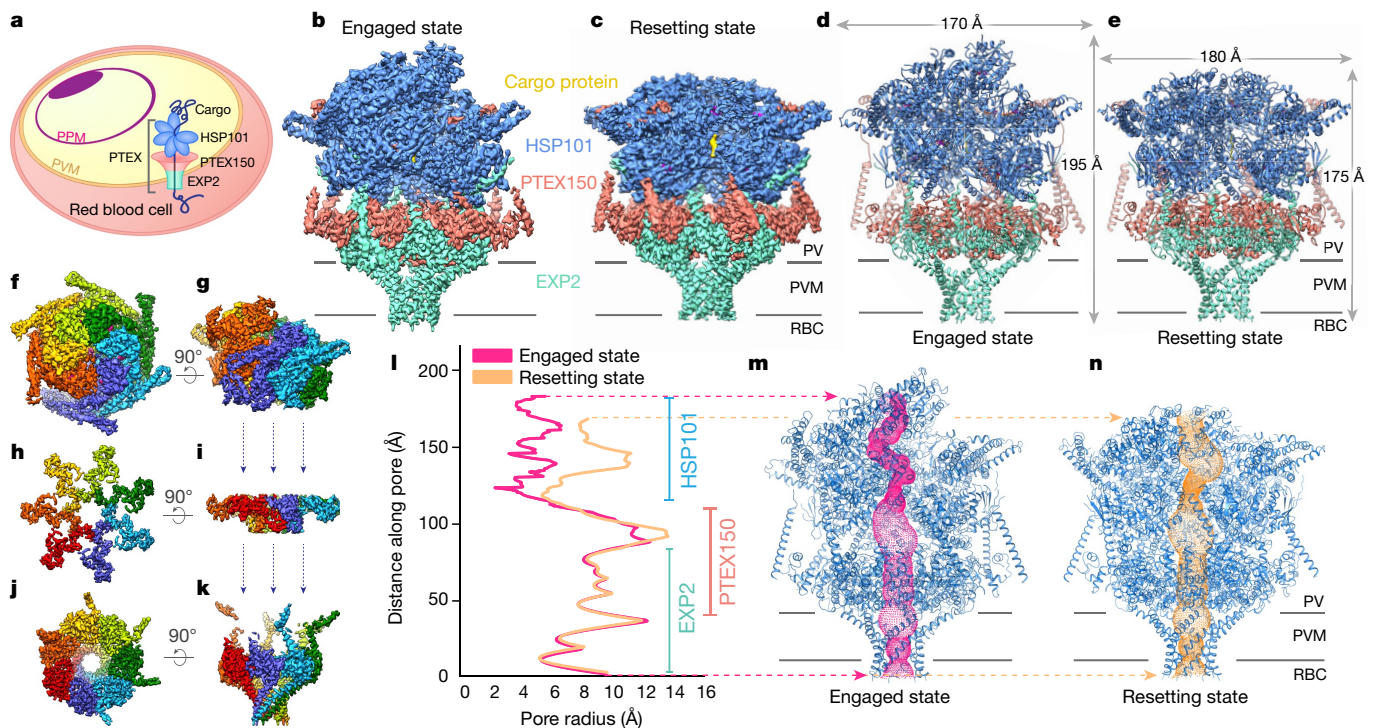 a
PPM
PVM
PTEX
Cargo
HSP101
PTEX150
EXP2
Red blood cell
b
Engaged state
c
Resetting state
Cargo protein
HSP101
PTEX150
EXP2
PV
PVM
RBC
d
170 Å
e
180 Å
195 Å
175 Å
PV
PVM
RBC
Engaged state
Resetting state
f
g
90°
h
i
90°
j
k
90°
l
Engaged state
Resetting state
Distance along pore (Å)
200
150
100
50
0
0 2 4 6 8 10 12 14 16
Pore radius (Å)
HSP101
PTEX150
EXP2
m
Engaged state
n
Resetting state
PV
PVM
RBC